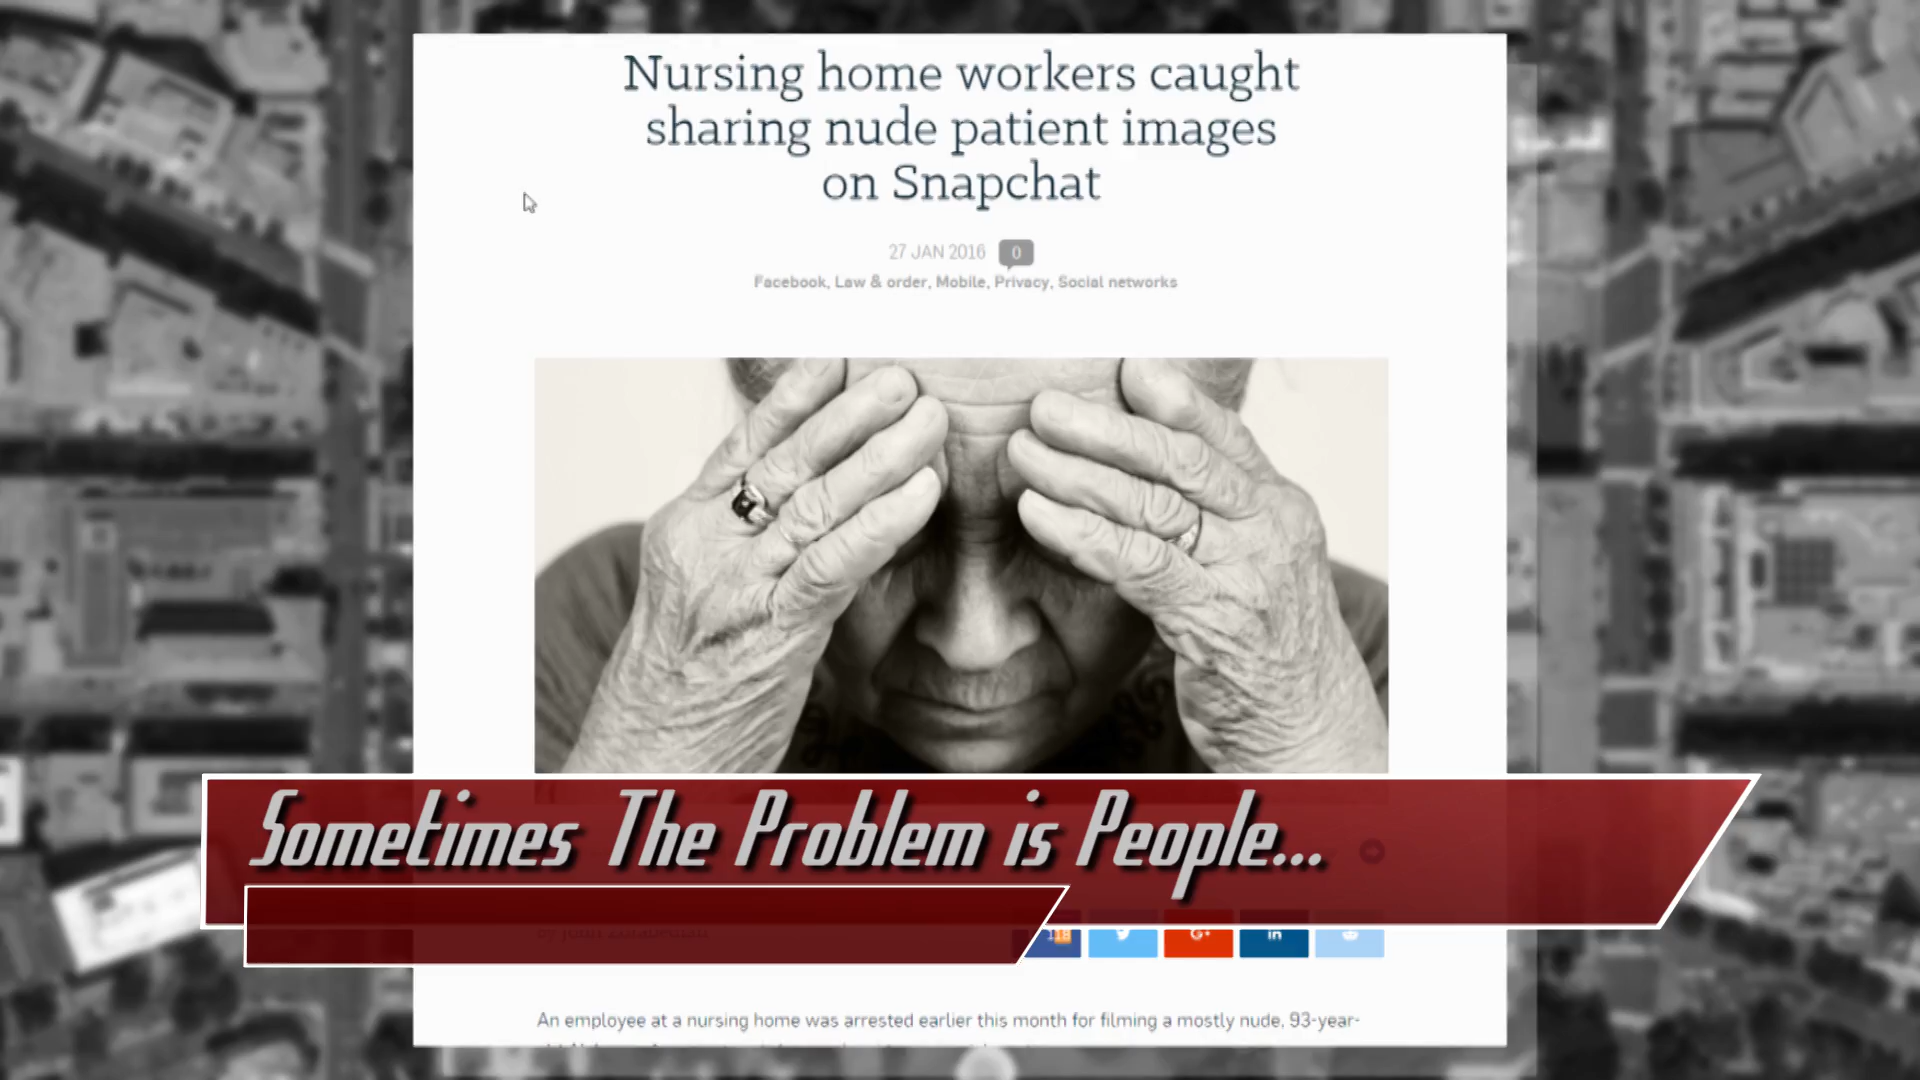 Nursing home workers caught
sharing nude patient images
on Snapchat
27 JAN 2016 0
Facebook, Law & order, Mobile, Privacy, Social networks
Sometimes The Problem is People...
G+
in
An employee at a nursing home was arrested earlier this month for filming a mostly nude, 93-year-